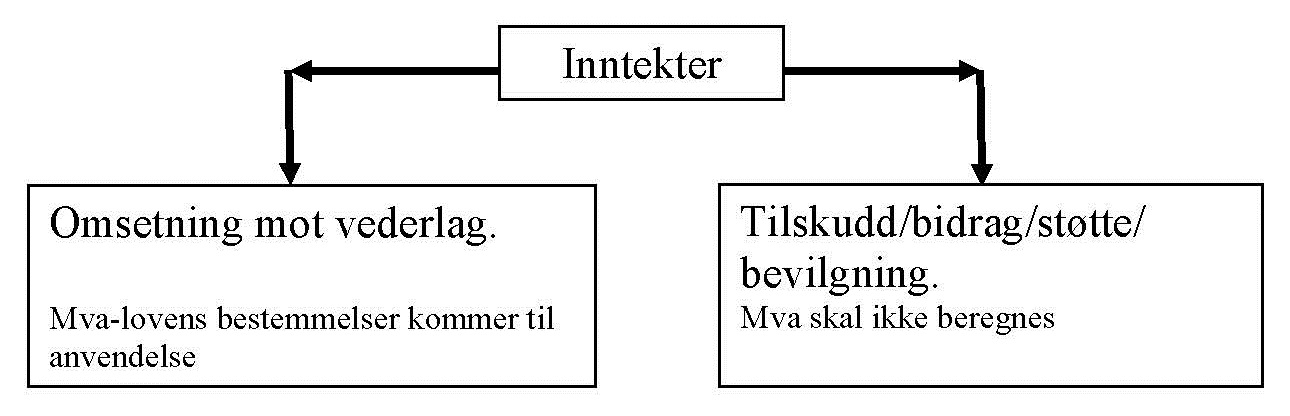 Inntekter
Omsetning mot vederlag.
Mva-lovens bestemmelser kommer til
anvendelse
Tilskudd/bidrag/støtte/
bevilgning.
Mva skal ikke beregnes